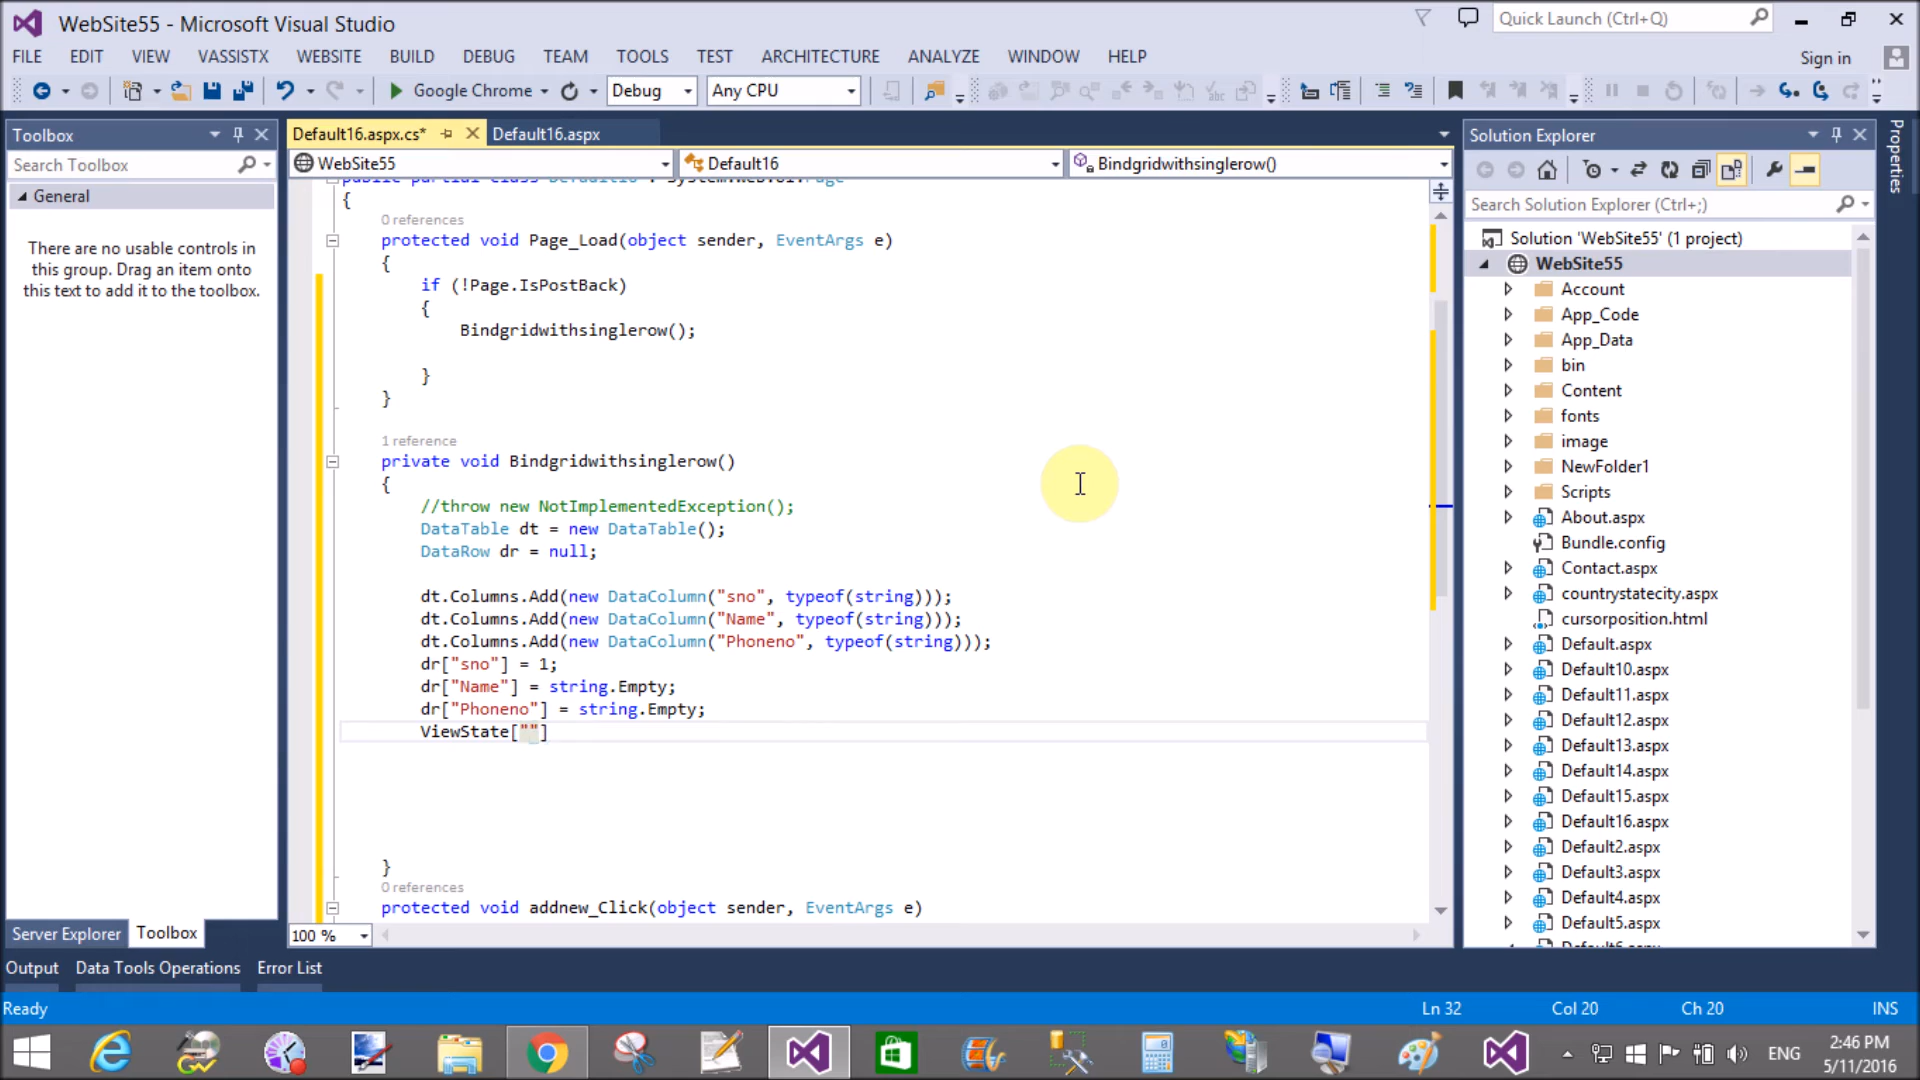 WebSite55 - Microsoft Visual Studio
Quick Launch (Ctrl+Q)
FILE EDIT VIEW VASSISTX WEBSITE BUILD DEBUG TEAM TOOLS TEST ARCHITECTURE ANALYZE WINDOW HELP
Sign in
Google Chrome Debug Any CPU
Toolbox
Search Toolbox
General
There are no usable controls in
this group. Drag an item onto
this text to add it to the toolbox.
Server Explorer Toolbox
Default16.aspx.cs* Default16.aspx
WebSite55 Default16 Bindgridwithsinglerow()
public partial class Default16 : System.Web.UI.Page
{
0 references
protected void Page_Load(object sender, EventArgs e)
{
if (!Page.IsPostBack)
{
Bindgridwithsinglerow();
}
}
1 reference
private void Bindgridwithsinglerow()
{
//throw new NotImplementedException();
DataTable dt = new DataTable();
DataRow dr = null;
dt.Columns.Add(new DataColumn("sno", typeof(string)));
dt.Columns.Add(new DataColumn("Name", typeof(string)));
dt.Columns.Add(new DataColumn("Phoneno", typeof(string)));
dr["sno"] = 1;
dr["Name"] = string.Empty;
dr["Phoneno"] = string.Empty;
ViewState[""]
}
0 references
protected void addnew_Click(object sender, EventArgs e)
100 %
Solution Explorer
Search Solution Explorer (Ctrl+;)
Solution 'WebSite55' (1 project)
WebSite55
Account
App_Code
App_Data
bin
Content
fonts
image
NewFolder1
Scripts
About.aspx
Bundle.config
Contact.aspx
countrystatecity.aspx
cursorposition.html
Default.aspx
Default10.aspx
Default11.aspx
Default12.aspx
Default13.aspx
Default14.aspx
Default15.aspx
Default16.aspx
Default2.aspx
Default3.aspx
Default4.aspx
Default5.aspx
Default6.aspx
Properties
Output Data Tools Operations Error List
Ready Ln 32 Col 20 Ch 20 INS
ENG
2:46 PM
5/11/2016